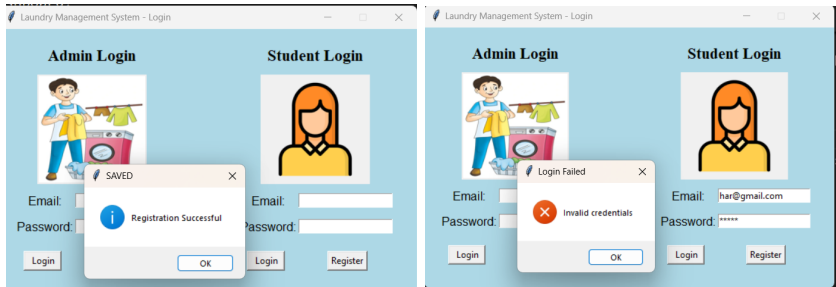 Laundry Management System - Login
Admin Login
Student Login
SAVED
Registration Successful
OK
Email:
Email:
Password:
Password:
Login
Login
Register
Laundry Management System - Login
Admin Login
Student Login
Login Failed
Invalid credentials
OK
Email:
Email:
har@gmail.com
Password:
Password:
*****
Login
Login
Register